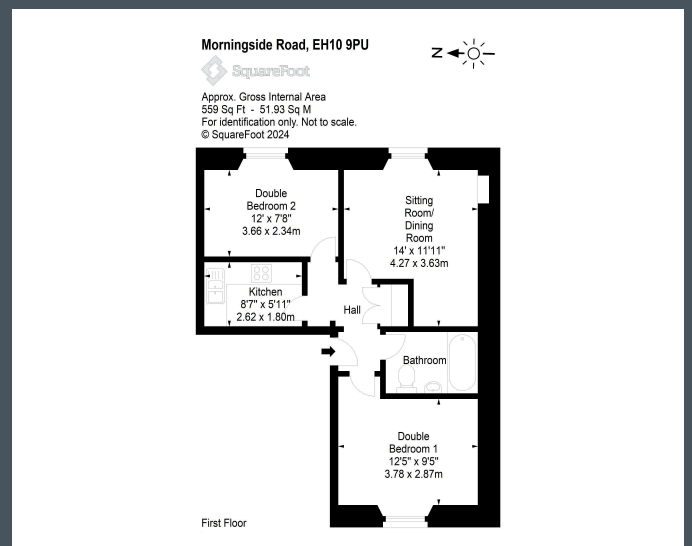 Morningside Road, EH10 9PU
N
SquareFoot
Approx. Gross Internal Area
559 Sq Ft - 51.93 Sq M
For identification only. Not to scale.
© SquareFoot 2024
Double
Bedroom 2
12' x 7'8"
3.66 x 2.34m
Sitting
Room/
Dining
Room
14' x 11'11"
4.27 x 3.63m
Kitchen
8'7" x 5'11"
2.62 x 1.80m
Hall
Bathroom
Double
Bedroom 1
12'5" x 9'5"
3.78 x 2.87m
First Floor